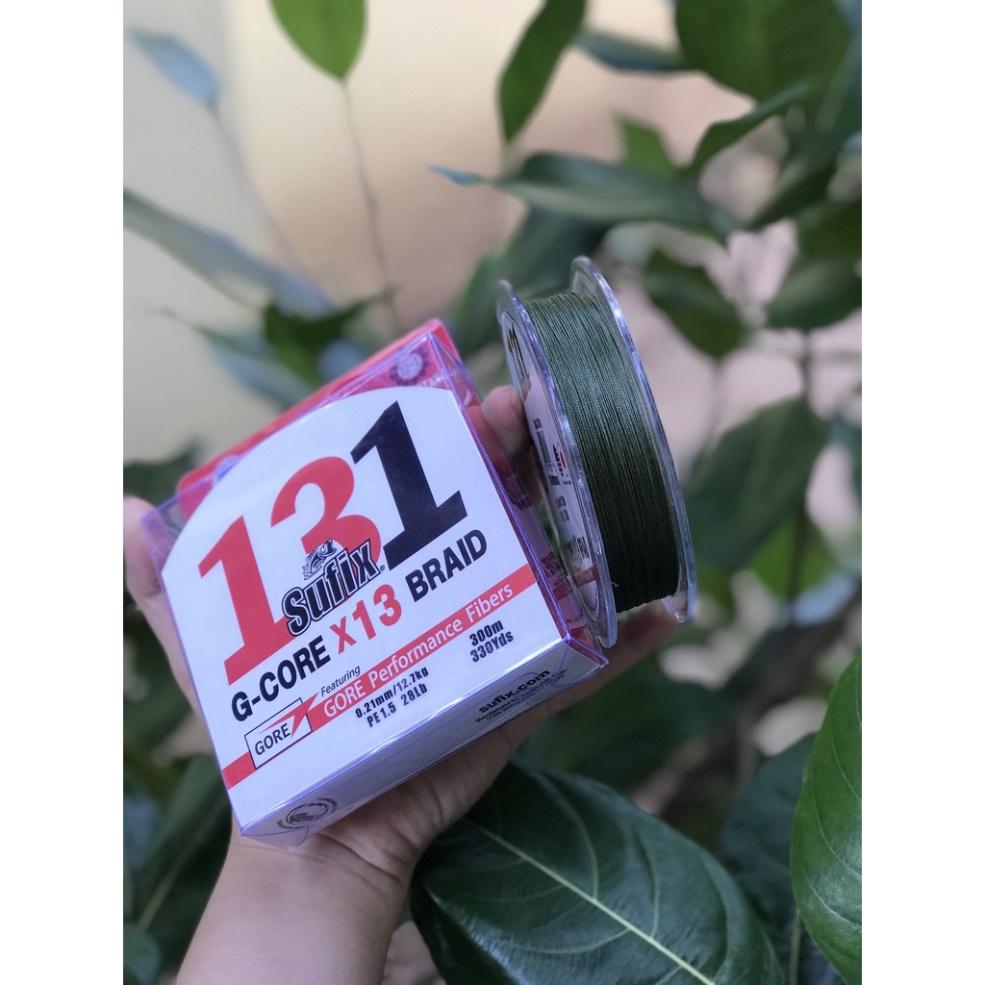 131
Sufix
G-CORE X13 BRAID
Featuring
GORE GORE Performance Fibers
0.21mm/12.7kg 300m
PE1.5 28Lb 330Yds
sufix.com